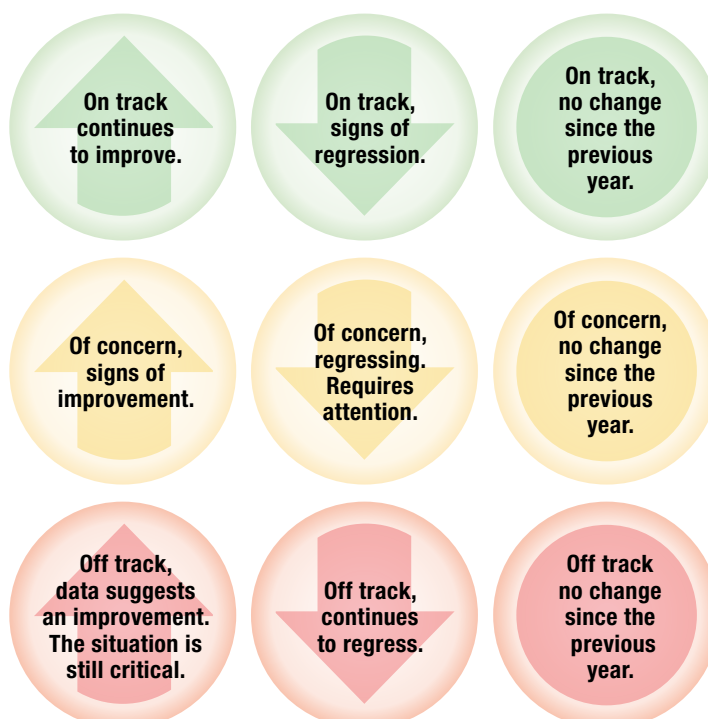 On track
continues
to improve.
On track,
signs of
regression.
On track,
no change
since the
previous
year.
Of concern,
signs of
improvement.
Of concern,
regressing.
Requires
attention.
Of concern,
no change
since the
previous
year.
Off track,
data suggests
an improvement.
The situation is
still critical.
Off track,
continues
to regress.
Off track
no change
since the
previous
year.